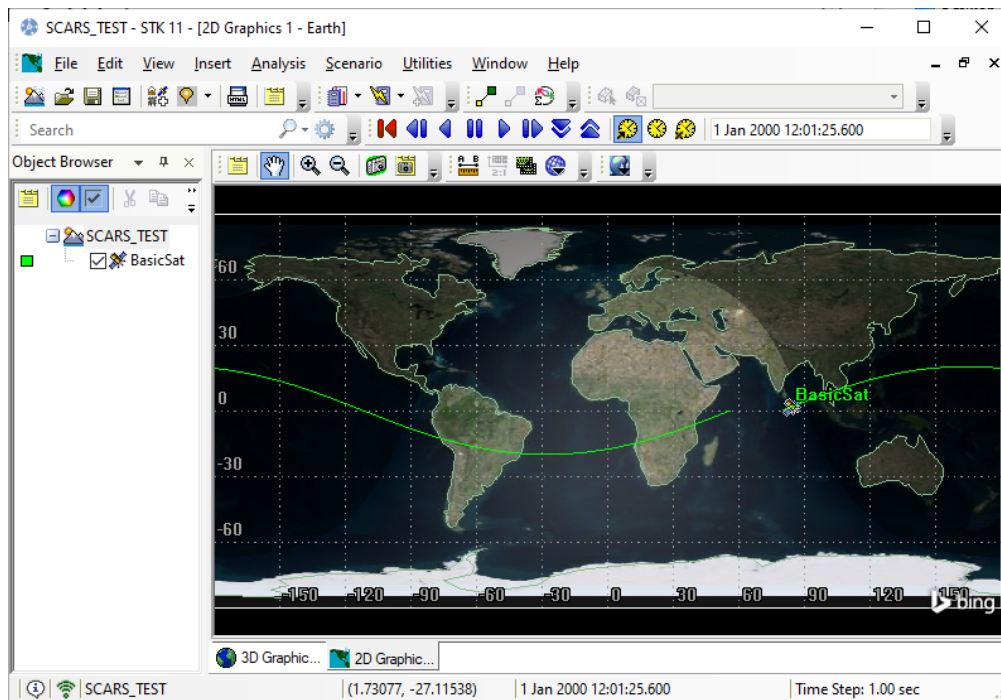 SCARS_TEST - STK 11 - [2D Graphics 1 - Earth]
File Edit View Insert Analysis Scenario Utilities Window Help
HTML
Search 1 Jan 2000 12:01:25.600
Object Browser
A B
2:1
SCARS_TEST
BasicSat
60
30
BasicSat
0
-30
-60
-150 -120 -90 -60 -30 0 30 60 90 120 150
bing
3D Graphic... 2D Graphic...
SCARS_TEST (1.73077, -27.11538) 1 Jan 2000 12:01:25.600 Time Step: 1.00 sec